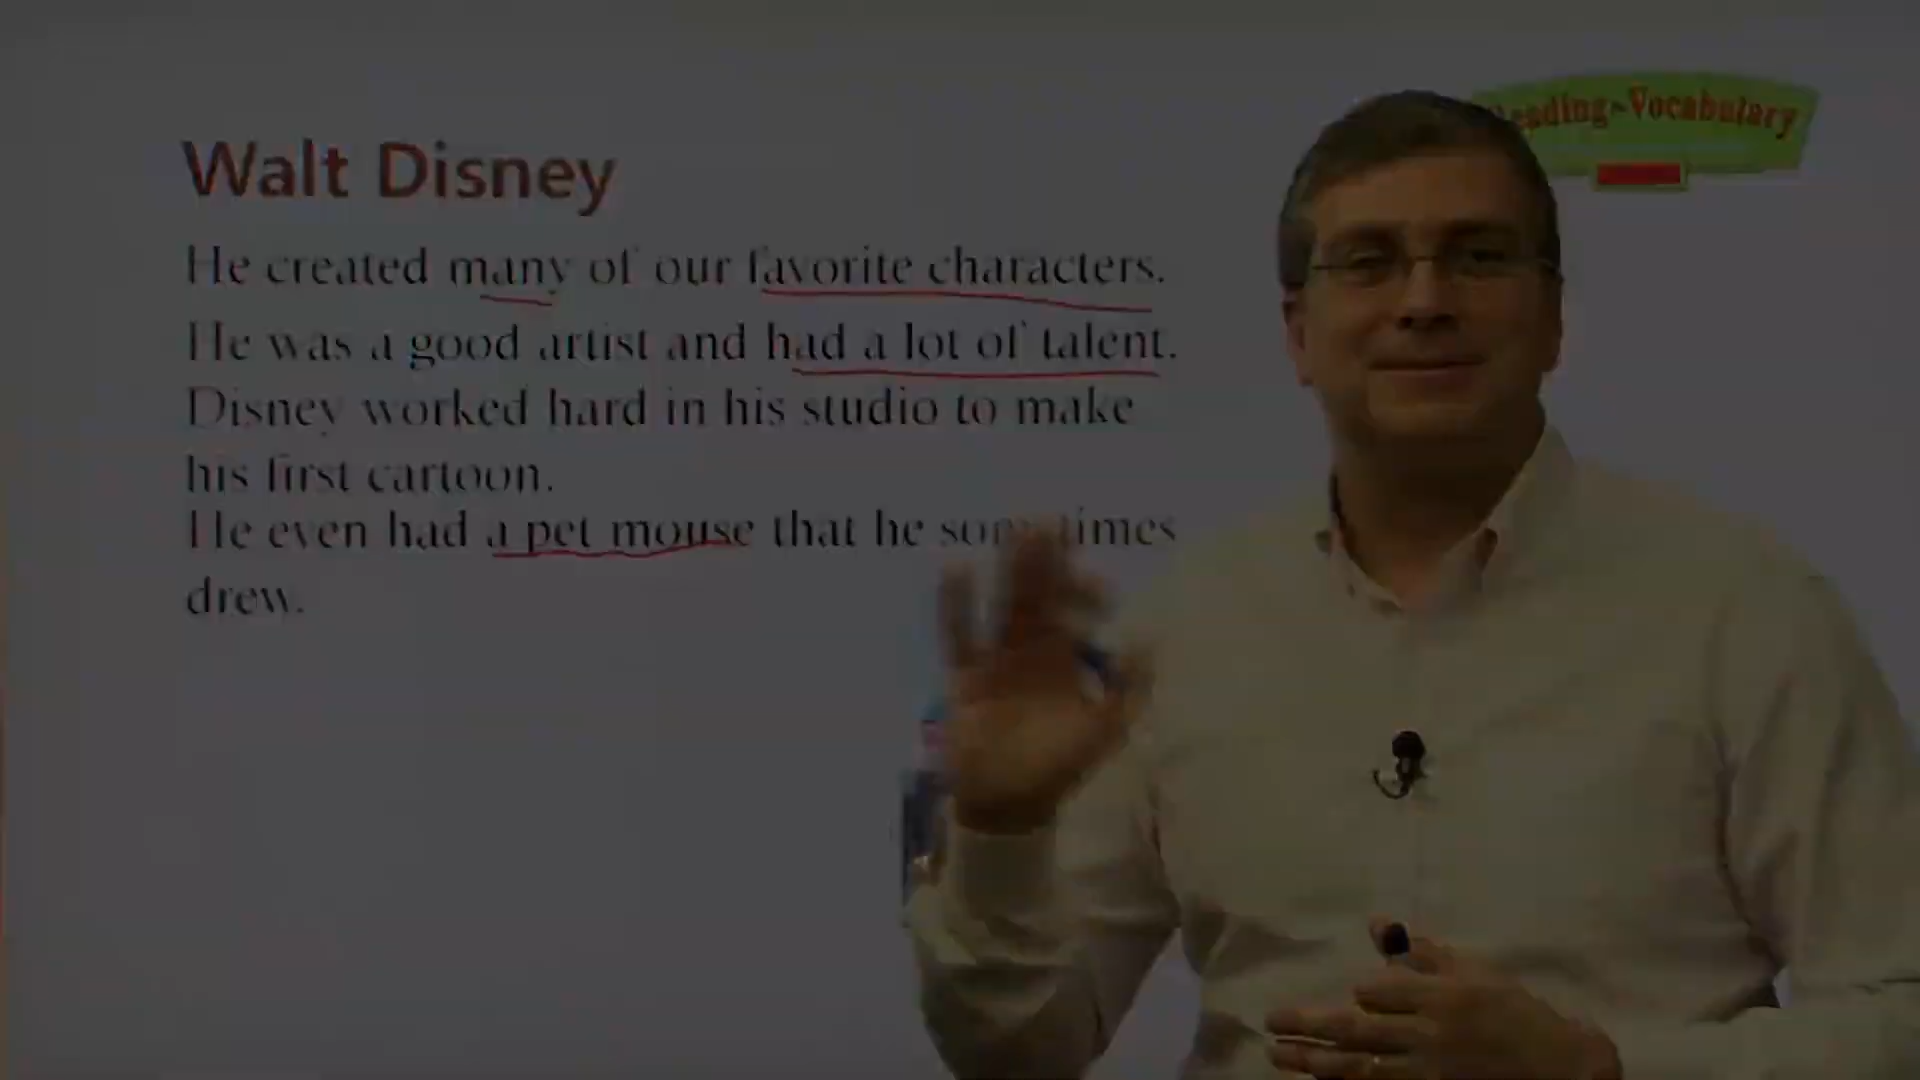 Reading~Vocabulary
Walt Disney
He created many of our favorite characters.
He was a good artist and had a lot of talent.
Disney worked hard in his studio to make
his first cartoon.
He even had a pet mouse that he sometimes
drew.